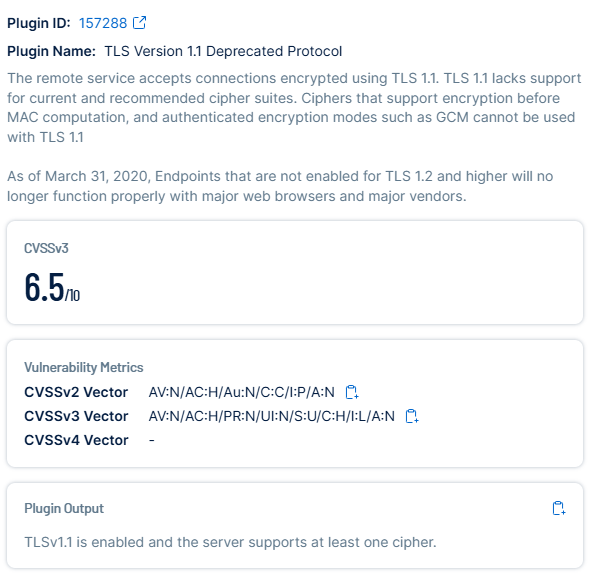 Plugin ID: 157288
Plugin Name: TLS Version 1.1 Deprecated Protocol
The remote service accepts connections encrypted using TLS 1.1. TLS 1.1 lacks support
for current and recommended cipher suites. Ciphers that support encryption before
MAC computation, and authenticated encryption modes such as GCM cannot be used
with TLS 1.1
As of March 31, 2020, Endpoints that are not enabled for TLS 1.2 and higher will no
longer function properly with major web browsers and major vendors.
CVSSv3
6.5/10
Vulnerability Metrics
CVSSv2 Vector AV:N/AC:H/Au:N/C:C/I:P/A:N
CVSSv3 Vector AV:N/AC:H/PR:N/UI:N/S:U/C:H/I:L/A:N
CVSSv4 Vector -
Plugin Output
TLSv1.1 is enabled and the server supports at least one cipher.